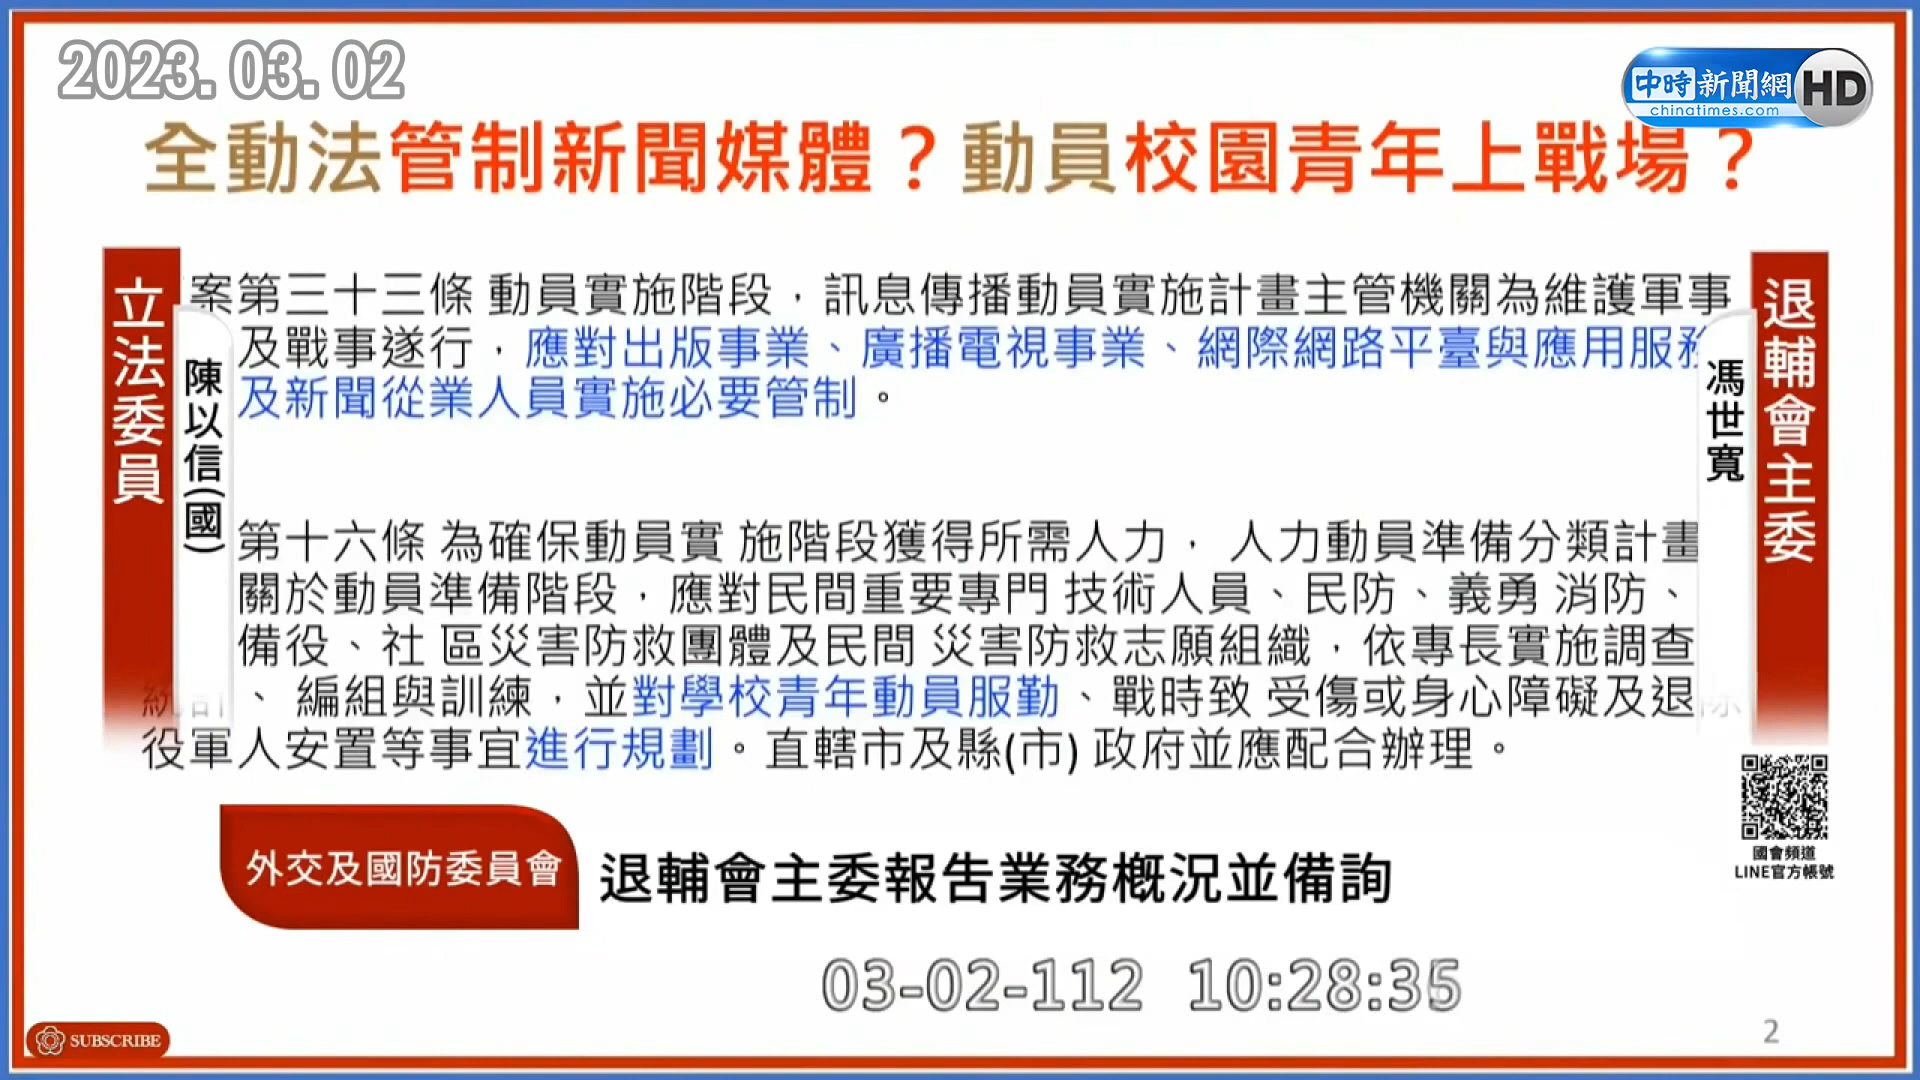 2023. 03. 02
中時新聞網 HD
chinatimes.com
全動法管制新聞媒體？動員校園青年上戰場？
立法委員
陳以信(國)
案第三十三條 動員實施階段，訊息傳播動員實施計畫主管機關為維護軍事
及戰事遂行，應對出版事業、廣播電視事業、網際網路平臺與應用服務
及新聞從業人員實施必要管制。
第十六條 為確保動員實 施階段獲得所需人力， 人力動員準備分類計畫
關於動員準備階段，應對民間重要專門 技術人員、民防、義勇 消防、
備役、社 區災害防救團體及民間 災害防救志願組織，依專長實施調查
、 編組與訓練，並對學校青年動員服勤、戰時致 受傷或身心障礙及退
役軍人安置等事宜進行規劃。直轄市及縣(市) 政府並應配合辦理。
退輔會主委
馮世寬
國會頻道
LINE官方帳號
外交及國防委員會
退輔會主委報告業務概況並備詢
03-02-112 10:28:35
SUBSCRIBE
2